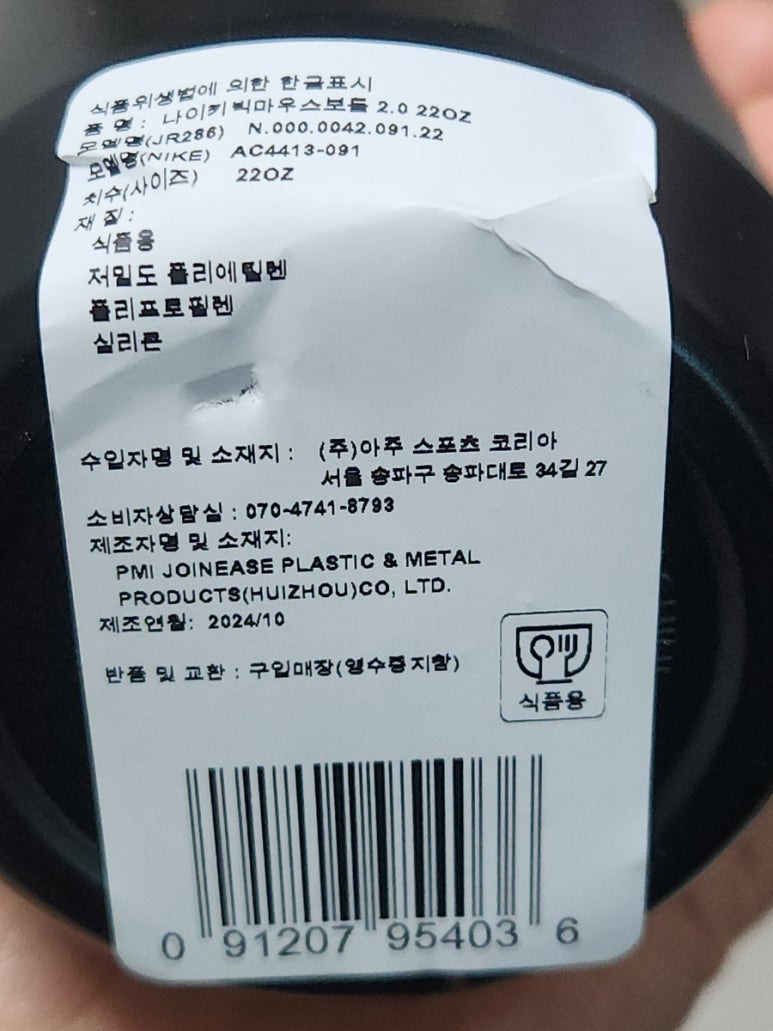 식품위생법에 의한 한글표시
품 명 : 나이키 빅마우스보틀 2.0 22OZ
모델명(JR286) N.000.0042.091.22
모델명(NIKE) AC4413-091
치수(사이즈) 22OZ
재 질 :
식품용
저밀도 폴리에틸렌
폴리프로필렌
실리콘
수입자명 및 소재지 : (주)아주 스포츠 코리아
서울 송파구 송파대로 34길 27
소비자상담실 : 070-4741-8793
제조자명 및 소재지:
PMI JOINEASE PLASTIC & METAL
PRODUCTS(HUIZHOU)CO, LTD.
제조연월: 2024/10
반품 및 교환 : 구입매장(영수증지참)
식품용
0 91207 95403 6